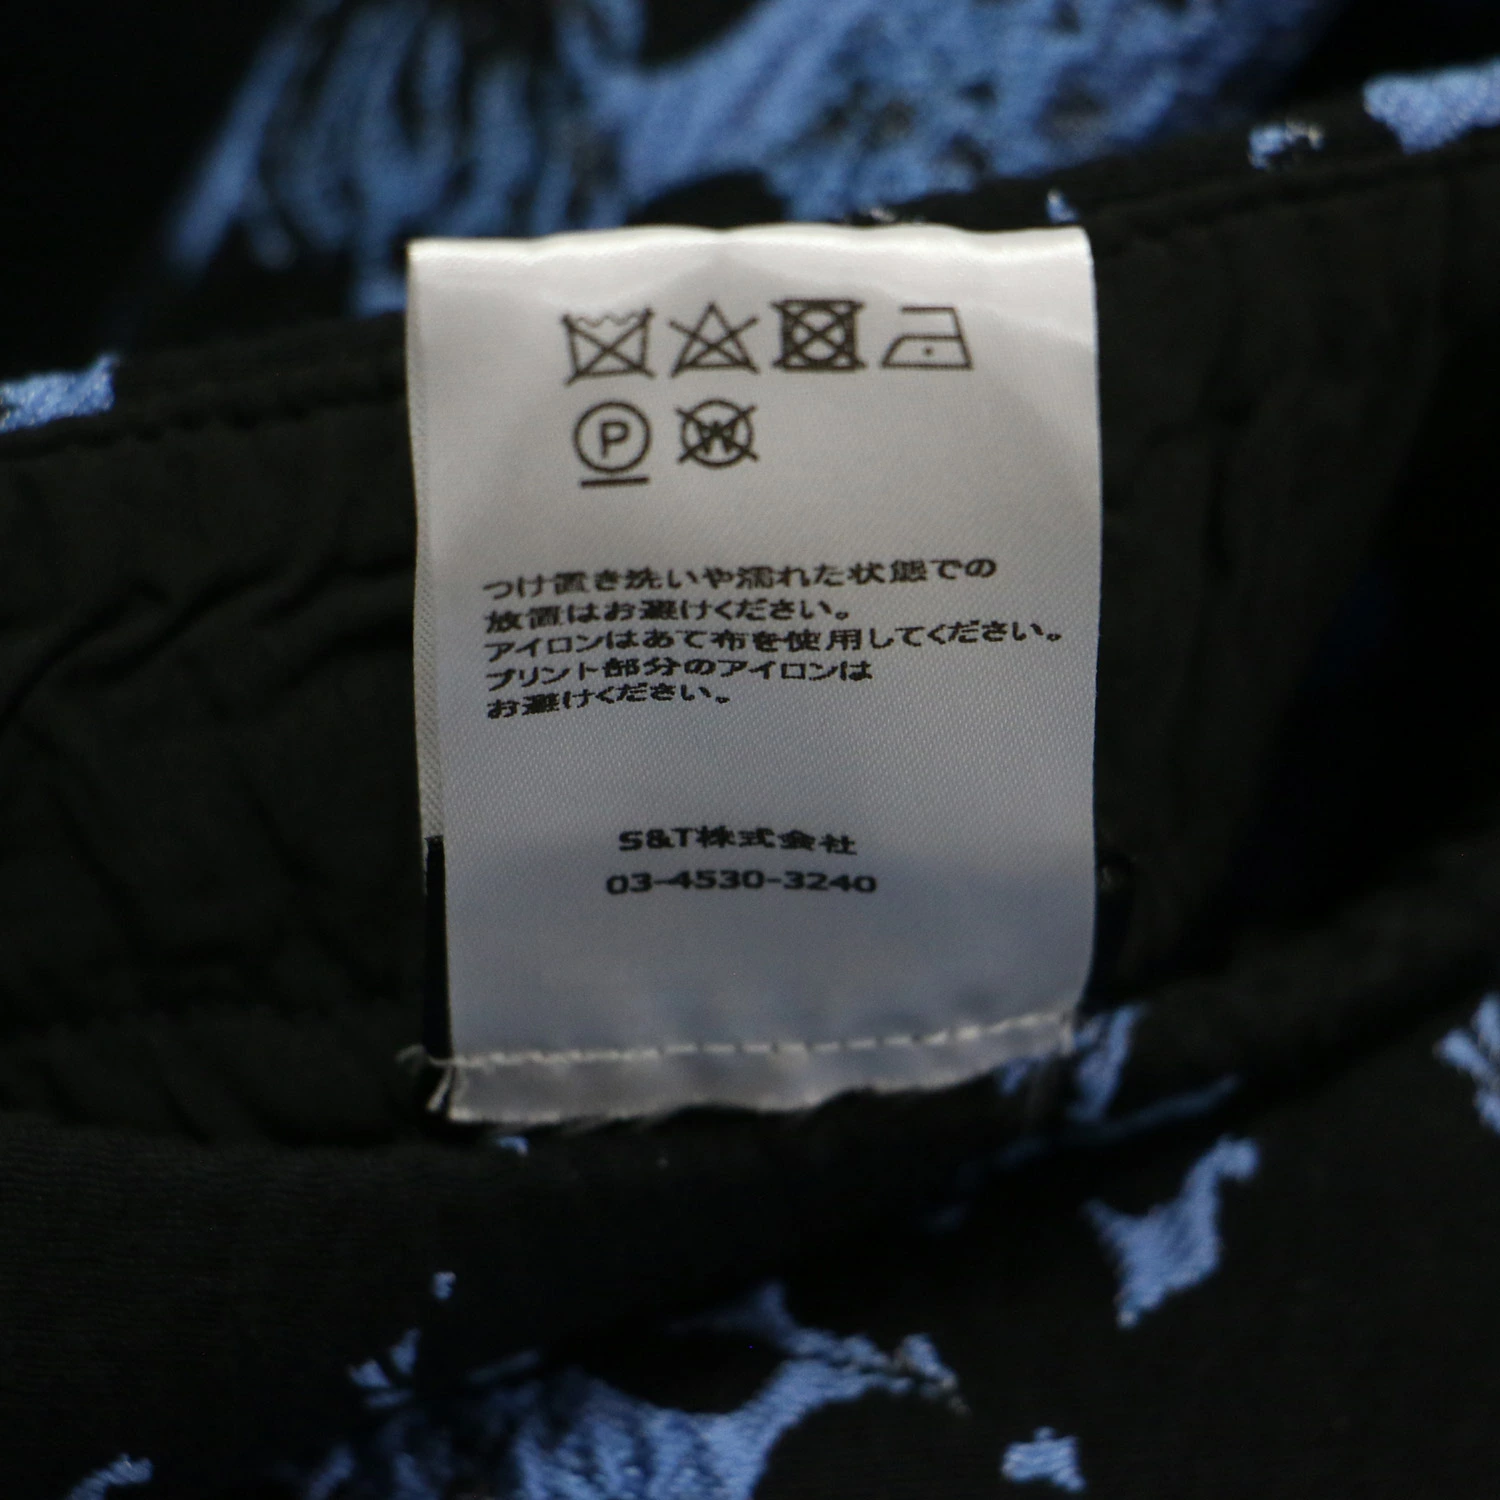 P W
つけ置き洗いや濡れた状態での
放置はお避けください。
アイロンはあて布を使用してください。
プリント部分のアイロンは
お避けください。
S&T株式会社
03-4530-3240